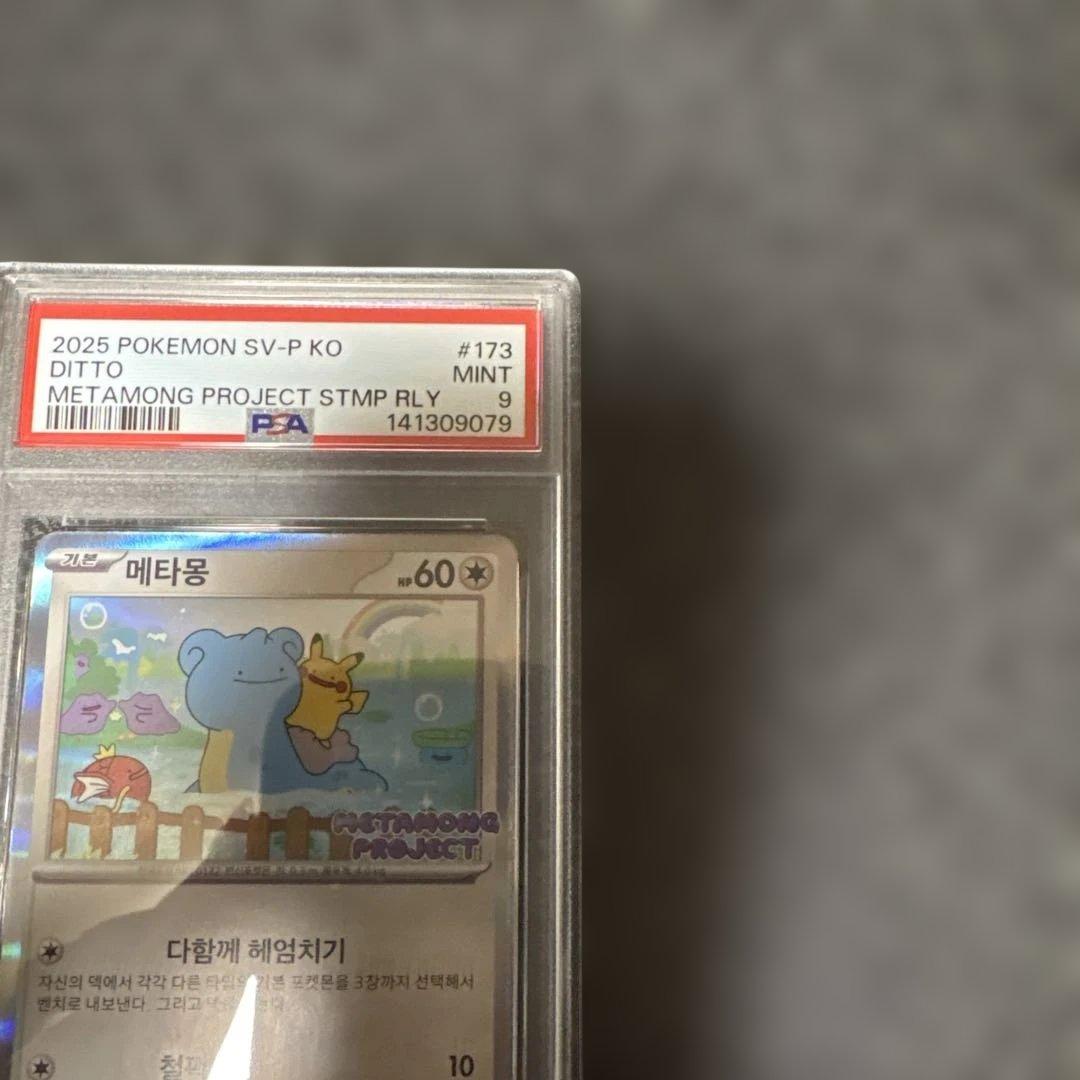 2025 POKEMON SV-P KO #173
DITTO MINT
METAMONG PROJECT STMP RLY 9
PSA 141309079
기본 메타몽 HP 60
METAMONG
PROJECT
다함께 헤엄치기
자신의 덱에서 각각 다른 타입의 기본 포켓몬을 3장까지 선택해서
벤치로 내보낸다. 그리고
10